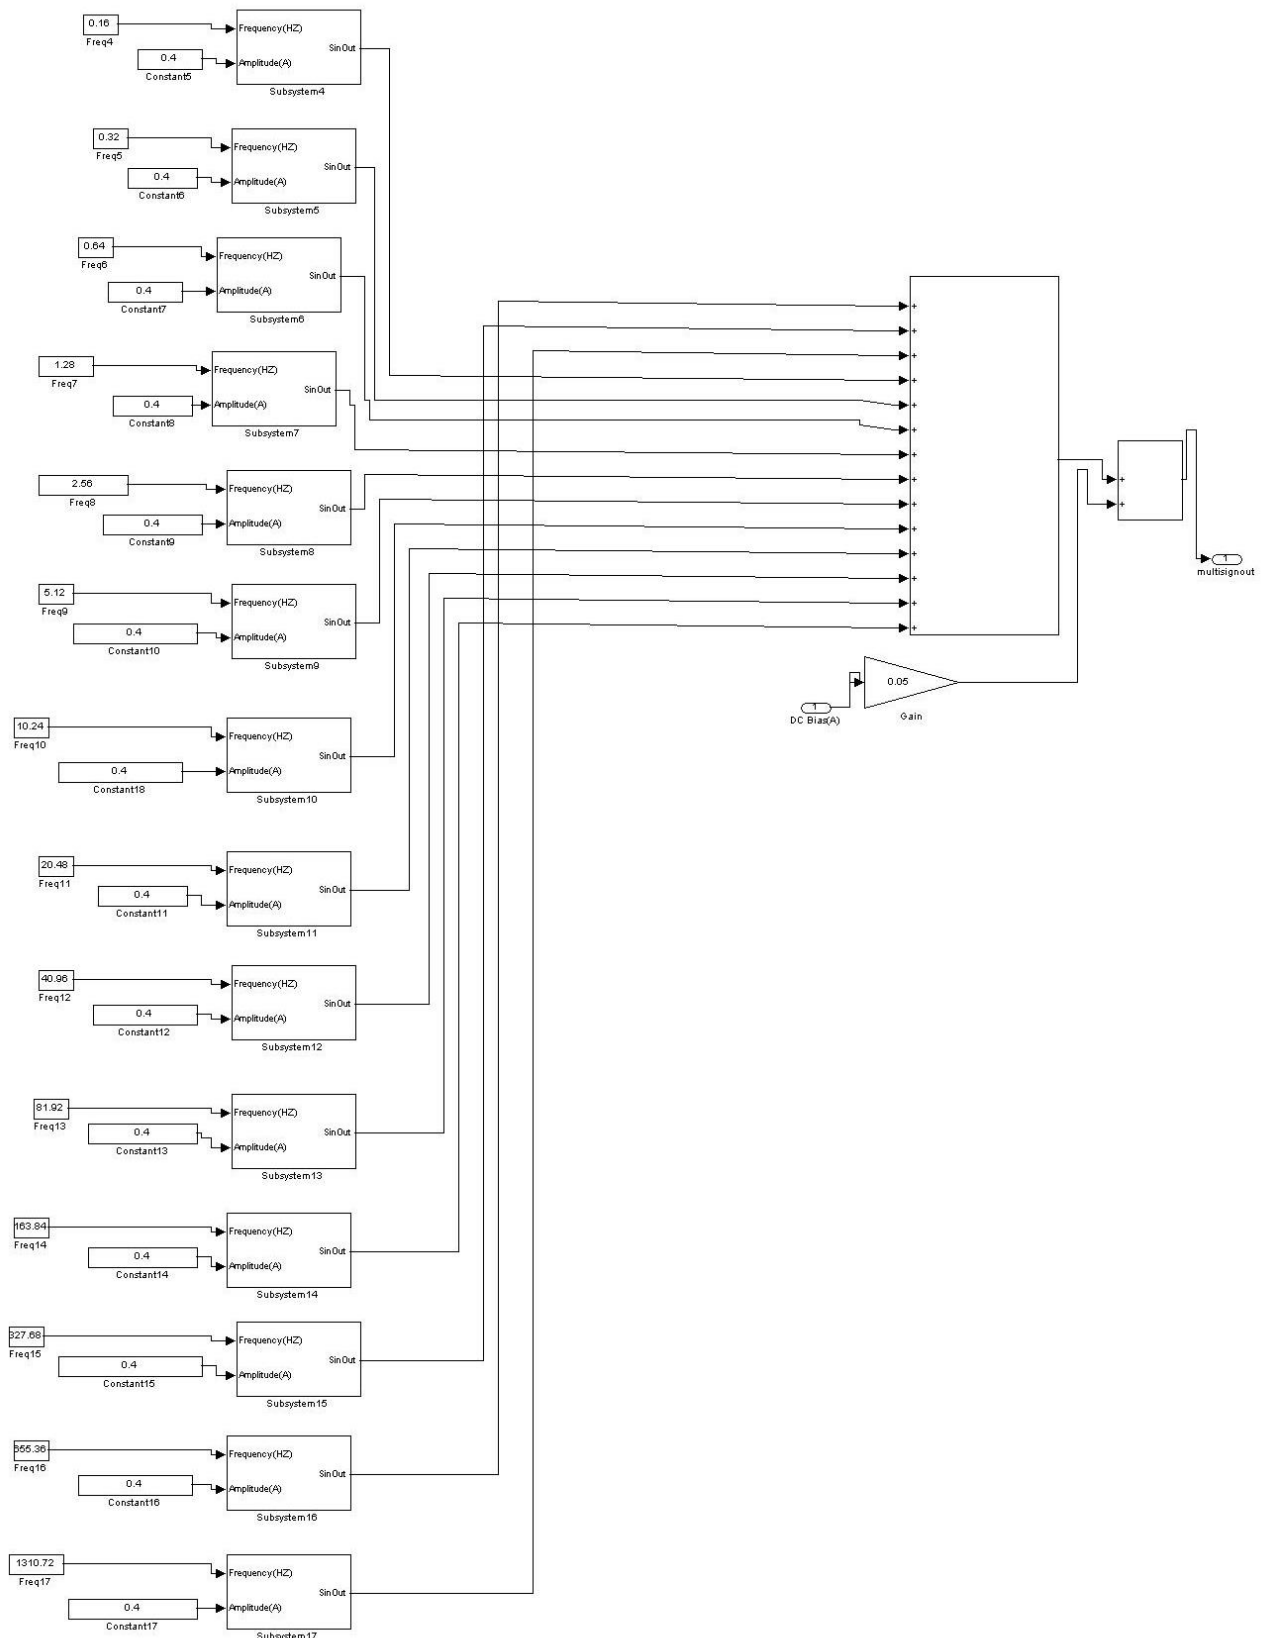 0.16
Freq4
0.4
Constant5
Frequency(HZ)
Amplitude(A)
SinOut
Subsystem4
0.32
Freq5
0.4
Constant6
Frequency(HZ)
Amplitude(A)
SinOut
Subsystem5
0.64
Freq6
0.4
Constant7
Frequency(HZ)
Amplitude(A)
SinOut
Subsystem6
1.28
Freq7
0.4
Constant8
Frequency(HZ)
Amplitude(A)
SinOut
Subsystem7
2.56
Freq8
0.4
Constant9
Frequency(HZ)
Amplitude(A)
SinOut
Subsystem8
5.12
Freq9
0.4
Constant10
Frequency(HZ)
Amplitude(A)
SinOut
Subsystem9
10.24
Freq10
0.4
Constant18
Frequency(HZ)
Amplitude(A)
SinOut
Subsystem10
20.48
Freq11
0.4
Constant11
Frequency(HZ)
Amplitude(A)
SinOut
Subsystem11
40.96
Freq12
0.4
Constant12
Frequency(HZ)
Amplitude(A)
SinOut
Subsystem12
81.92
Freq13
0.4
Constant13
Frequency(HZ)
Amplitude(A)
SinOut
Subsystem13
163.84
Freq14
0.4
Constant14
Frequency(HZ)
Amplitude(A)
SinOut
Subsystem14
327.68
Freq15
0.4
Constant15
Frequency(HZ)
Amplitude(A)
SinOut
Subsystem15
655.36
Freq16
0.4
Constant16
Frequency(HZ)
Amplitude(A)
SinOut
Subsystem16
1310.72
Freq17
0.4
Constant17
Frequency(HZ)
Amplitude(A)
SinOut
Subsystem17
+
+
+
+
+
+
+
+
+
+
+
+
+
+
1
DC Bias(A)
0.05
Gain
+
+
1
multisignout